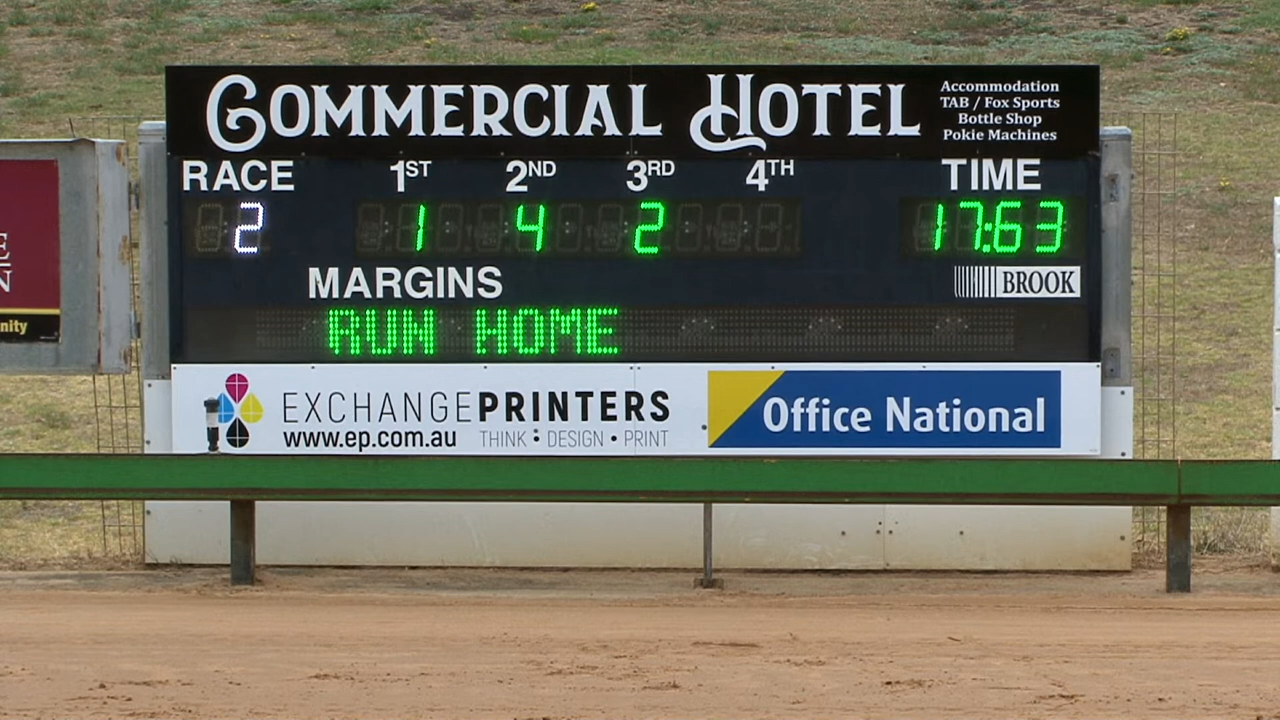 COMMERCIAL HOTEL
Accommodation
TAB / Fox Sports
Bottle Shop
Pokie Machines
RACE 1ST 2ND 3RD 4TH TIME
2 1 4 2 17:63
MARGINS
BROOK
RUN HOME
EXCHANGEPRINTERS
www.ep.com.au THINK • DESIGN • PRINT
Office National
E
N
nity